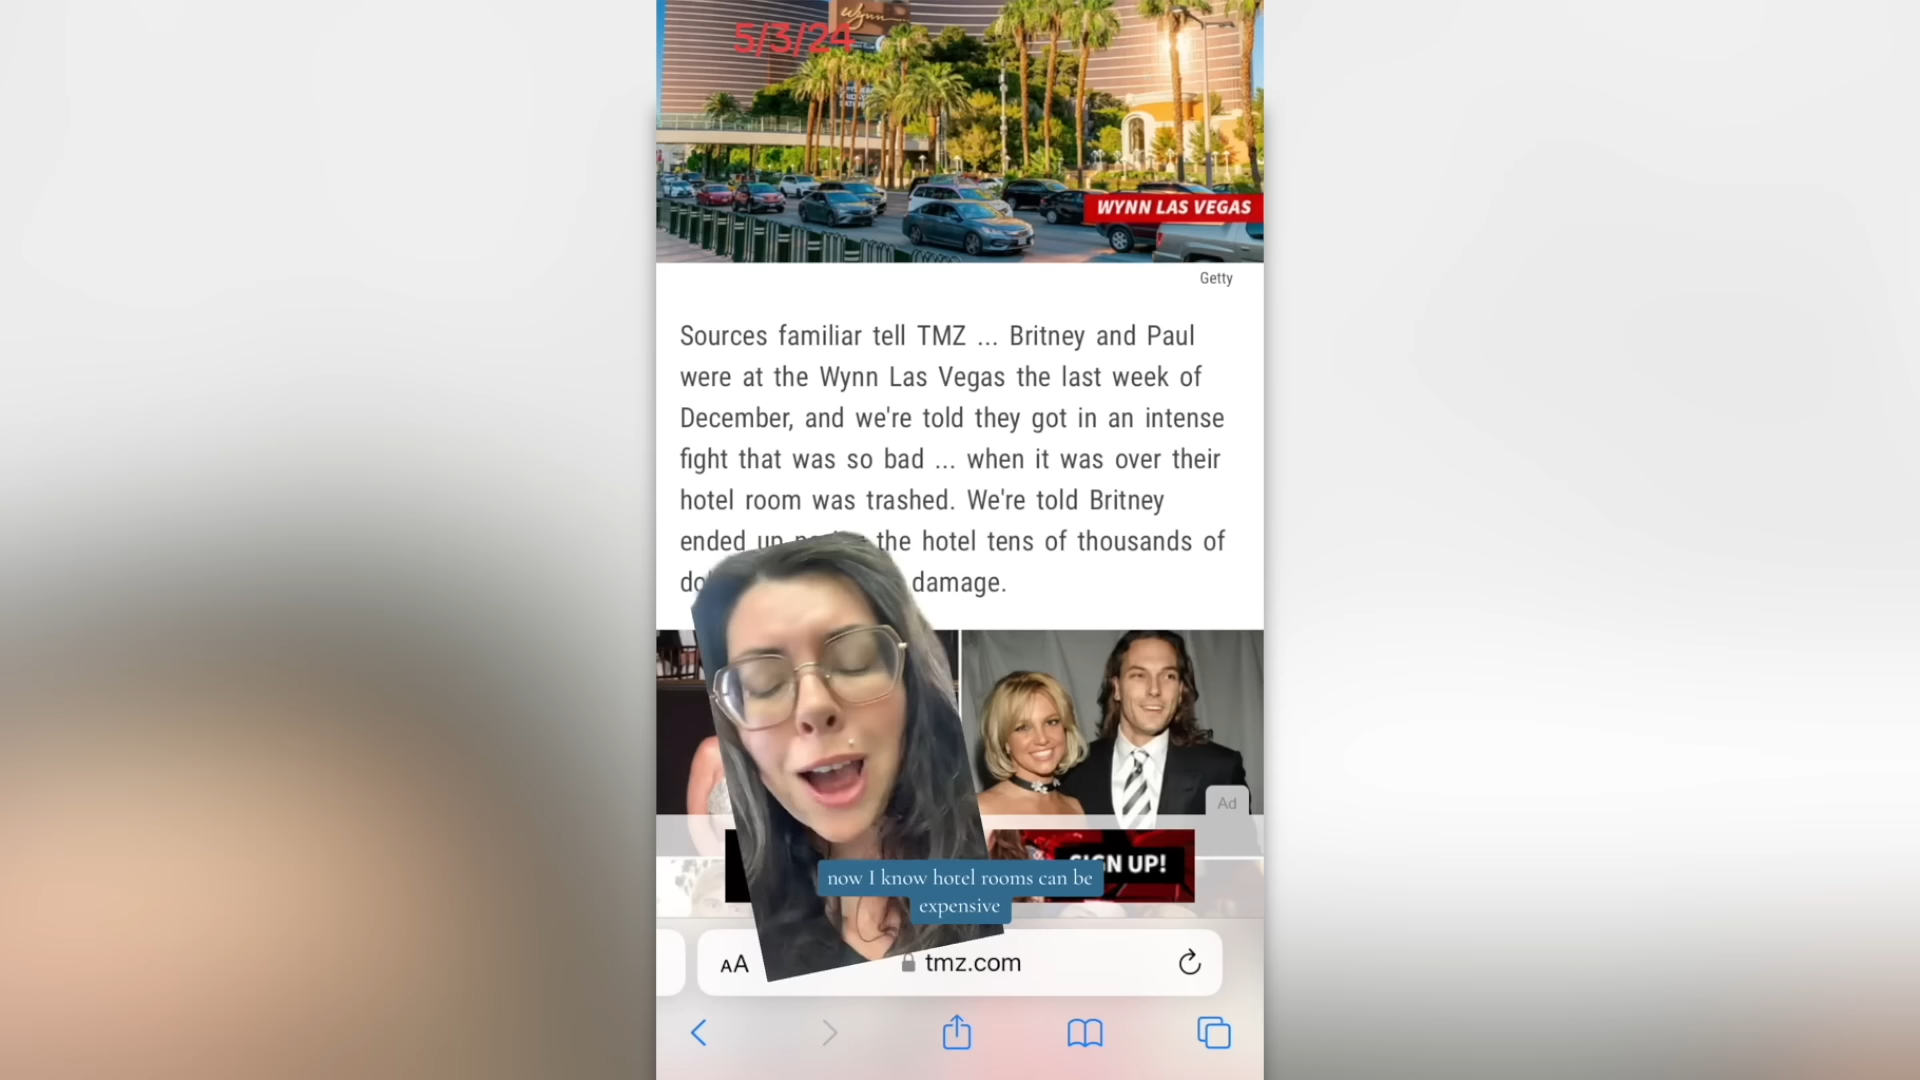 Wynn
5/3/24
WYNN LAS VEGAS
Getty
Sources familiar tell TMZ ... Britney and Paul
were at the Wynn Las Vegas the last week of
December, and we're told they got in an intense
fight that was so bad ... when it was over their
hotel room was trashed. We're told Britney
ended up the hotel tens of thousands of
damage.
Ad
SIGN UP!
now I know hotel rooms can be
expensive
AA
tmz.com